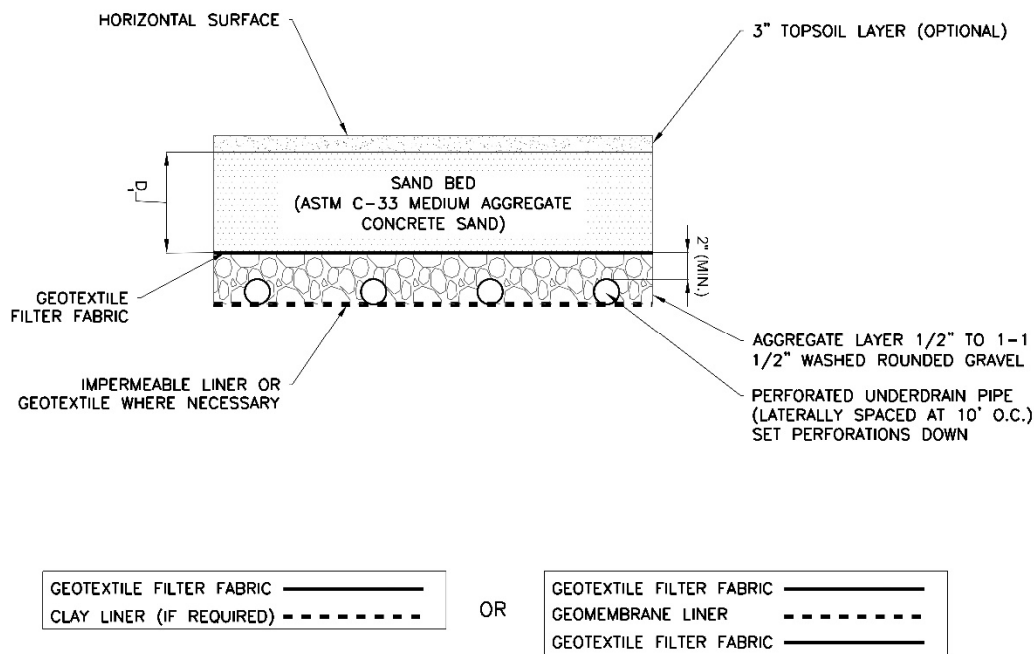 HORIZONTAL SURFACE
3" TOPSOIL LAYER (OPTIONAL)
D1
SAND BED
(ASTM C-33 MEDIUM AGGREGATE
CONCRETE SAND)
2" (MIN.)
GEOTEXTILE
FILTER FABRIC
AGGREGATE LAYER 1/2" TO 1-1
1/2" WASHED ROUNDED GRAVEL
IMPERMEABLE LINER OR
GEOTEXTILE WHERE NECESSARY
PERFORATED UNDERDRAIN PIPE
(LATERALLY SPACED AT 10' O.C.)
SET PERFORATIONS DOWN
GEOTEXTILE FILTER FABRIC
CLAY LINER (IF REQUIRED)
OR
GEOTEXTILE FILTER FABRIC
GEOMEMBRANE LINER
GEOTEXTILE FILTER FABRIC